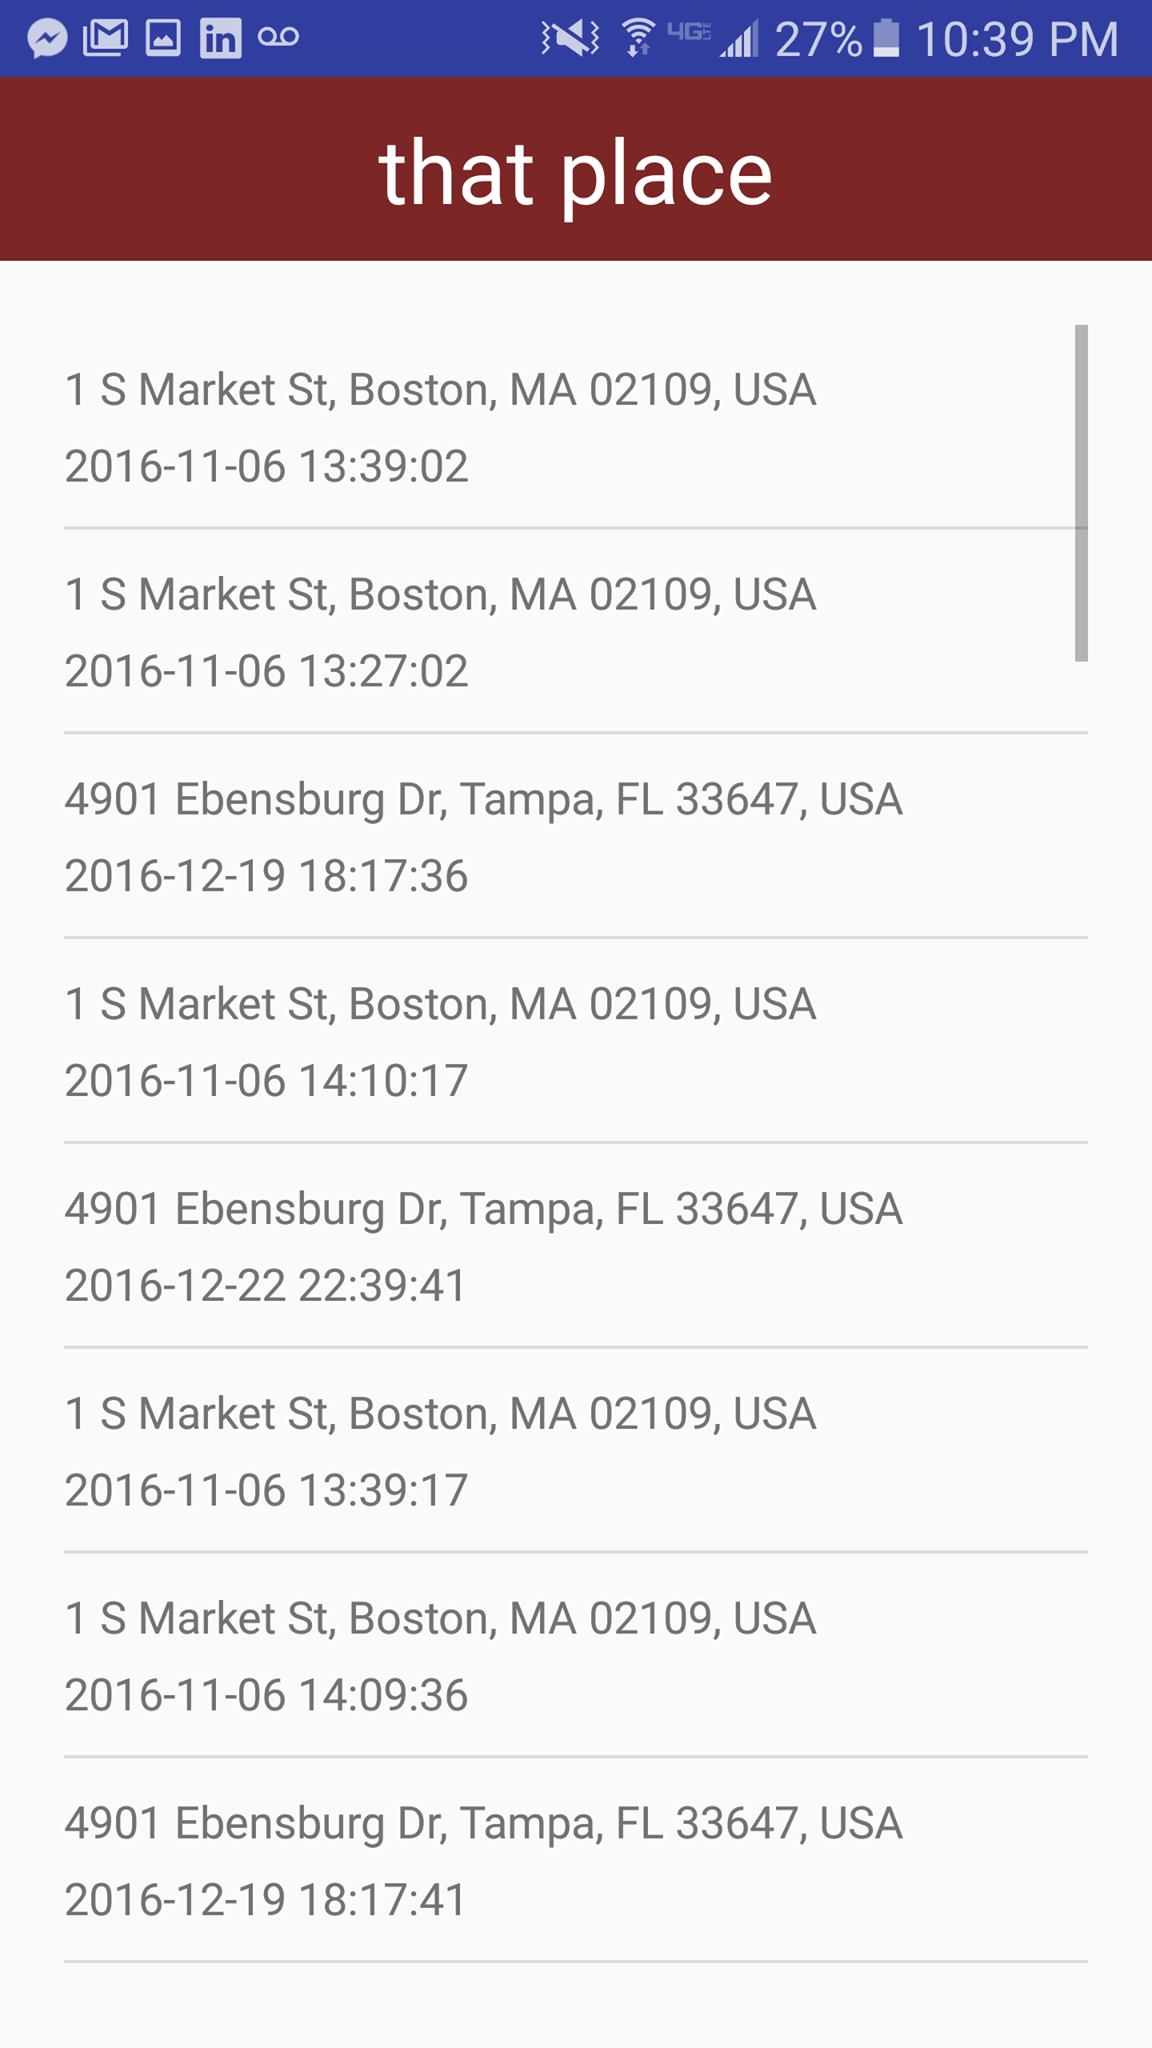 4G LTE 27% 10:39 PM
that place
1 S Market St, Boston, MA 02109, USA
2016-11-06 13:39:02
1 S Market St, Boston, MA 02109, USA
2016-11-06 13:27:02
4901 Ebensburg Dr, Tampa, FL 33647, USA
2016-12-19 18:17:36
1 S Market St, Boston, MA 02109, USA
2016-11-06 14:10:17
4901 Ebensburg Dr, Tampa, FL 33647, USA
2016-12-22 22:39:41
1 S Market St, Boston, MA 02109, USA
2016-11-06 13:39:17
1 S Market St, Boston, MA 02109, USA
2016-11-06 14:09:36
4901 Ebensburg Dr, Tampa, FL 33647, USA
2016-12-19 18:17:41